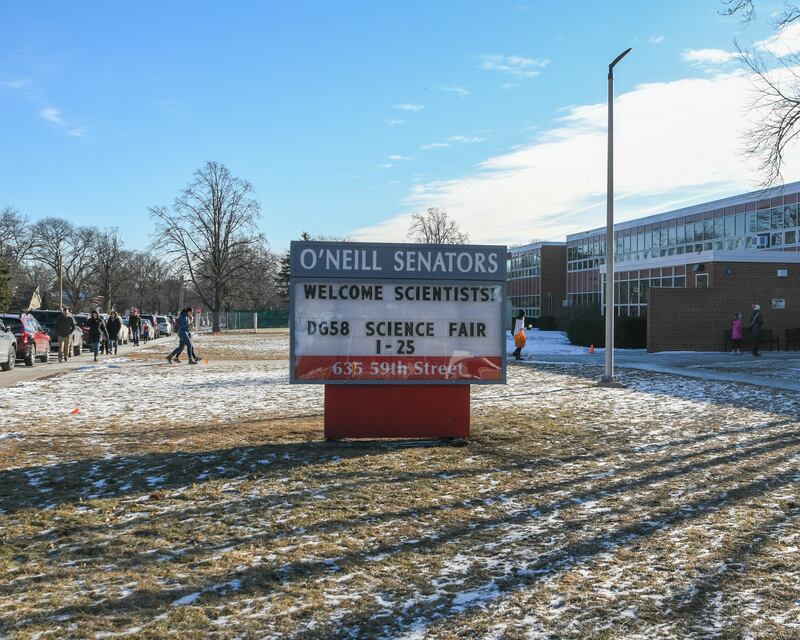 O'NEILL SENATORS
WELCOME SCIENTISTS!
DG58 SCIENCE FAIR
1-25
635 59th Street